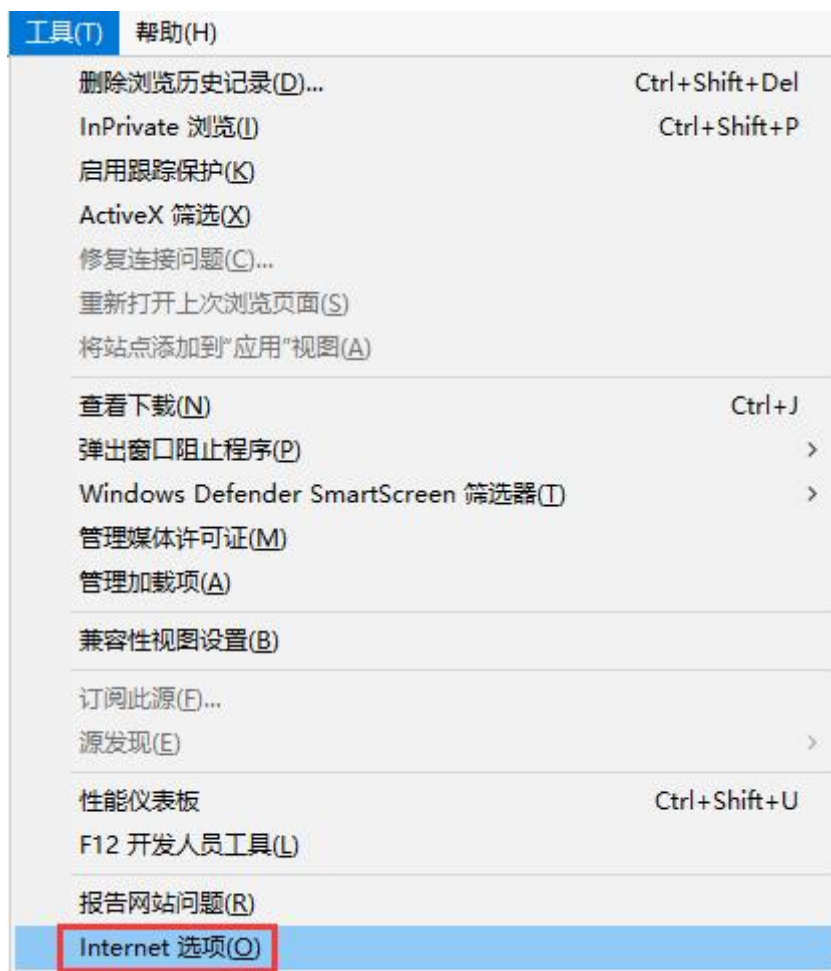 工具(T) 帮助(H)
删除浏览历史记录(D)... Ctrl+Shift+Del
InPrivate 浏览(I) Ctrl+Shift+P
启用跟踪保护(K)
ActiveX 筛选(X)
修复连接问题(C)...
重新打开上次浏览页面(S)
将站点添加到"应用"视图(A)
查看下载(N) Ctrl+J
弹出窗口阻止程序(P)
Windows Defender SmartScreen 筛选器(T)
管理媒体许可证(M)
管理加载项(A)
兼容性视图设置(B)
订阅此源(F)...
源发现(E)
性能仪表板 Ctrl+Shift+U
F12 开发人员工具(L)
报告网站问题(R)
Internet 选项(O)